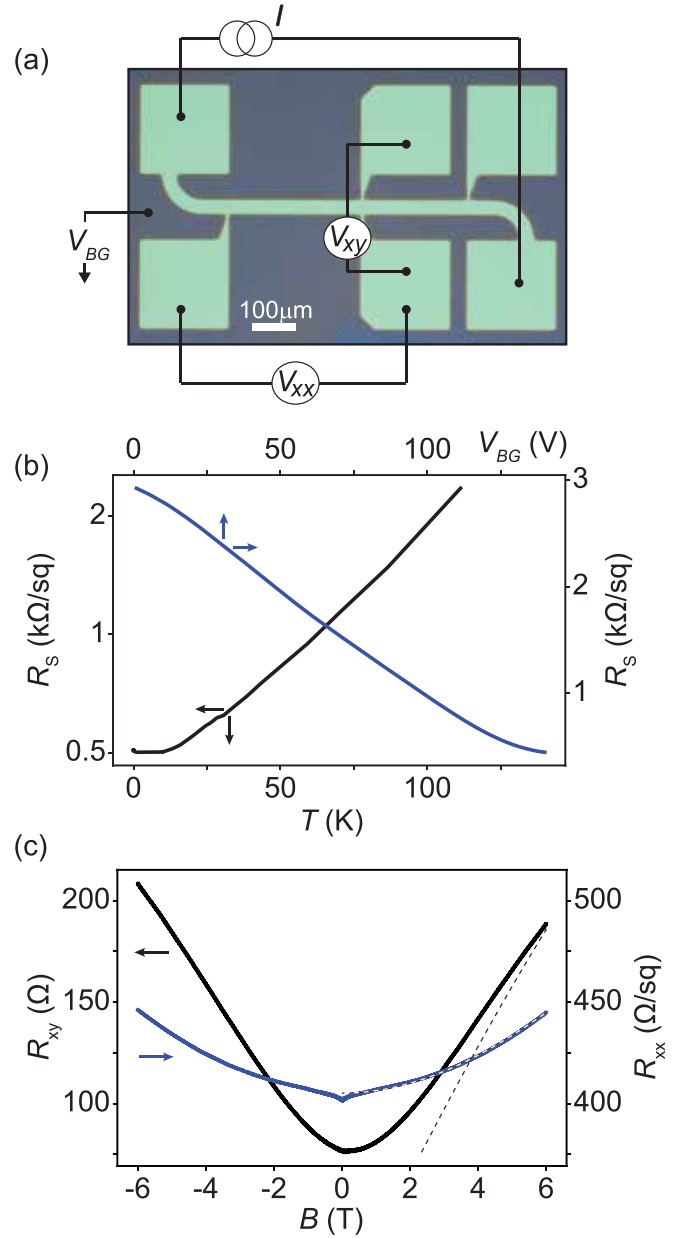 (a)
I
V_BG
V_xy
100μm
V_xx
(b)
0 50 100 V_BG (V)
2
1
0.5
R_S (kΩ/sq)
3
2
1
R_S (kΩ/sq)
0 50 100
T (K)
(c)
200
150
100
R_xy (Ω)
500
450
400
R_xx (Ω/sq)
-6 -4 -2 0 2 4 6
B (T)